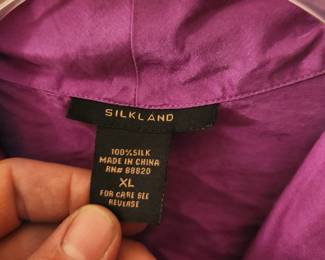 SILKLAND
100% SILK
MADE IN CHINA
RN# 88820
XL
FOR CARE SEE
REVERSE